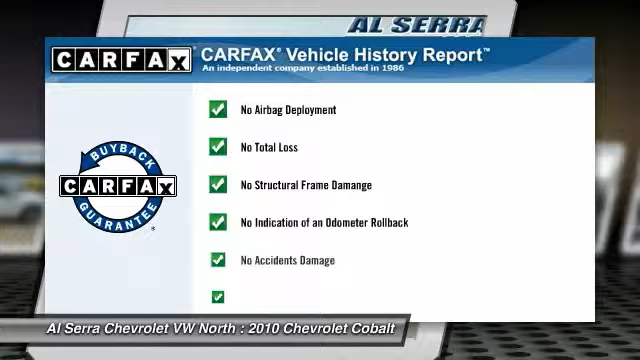 AL SERRA
CARFAX
CARFAX® Vehicle History Report™
An independent company established in 1986
No Airbag Deployment
No Total Loss
No Structural Frame Damange
No Indication of an Odometer Rollback
No Accidents Damage
BUYBACK
CARFAX
GUARANTEE
Al Serra Chevrolet VW North : 2010 Chevrolet Cobalt